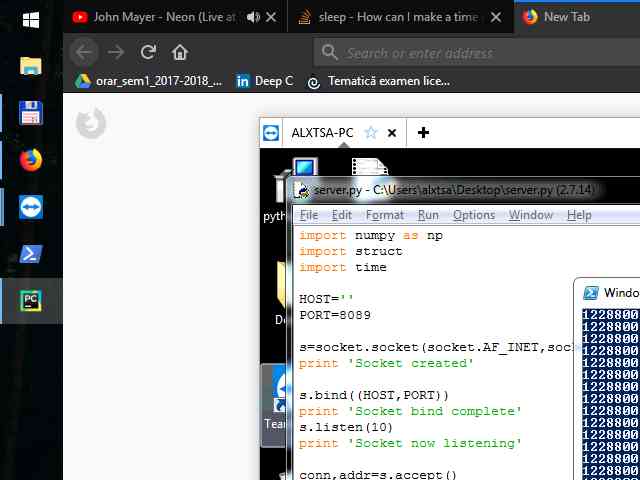 John Mayer - Neon (Live at
sleep - How can I make a time
New Tab
Search or enter address
orar_sem1_2017-2018_...
Deep C
Tematică examen lice...
ALXTSA-PC
server.py - C:\Users\alxtsa\Desktop\server.py (2.7.14)
File Edit Format Run Options Window Help
import numpy as np
import struct
import time
HOST=''
PORT=8089
s=socket.socket(socket.AF_INET,sock
print 'Socket created'
s.bind((HOST,PORT))
print 'Socket bind complete'
s.listen(10)
print 'Socket now listening'
conn,addr=s.accept()
pyth
De
Tea
PC
Windo
1228800
1228800
1228800
1228800
1228800
1228800
1228800
1228800
1228800
1228800
1228800
1228800
1228800
1228800